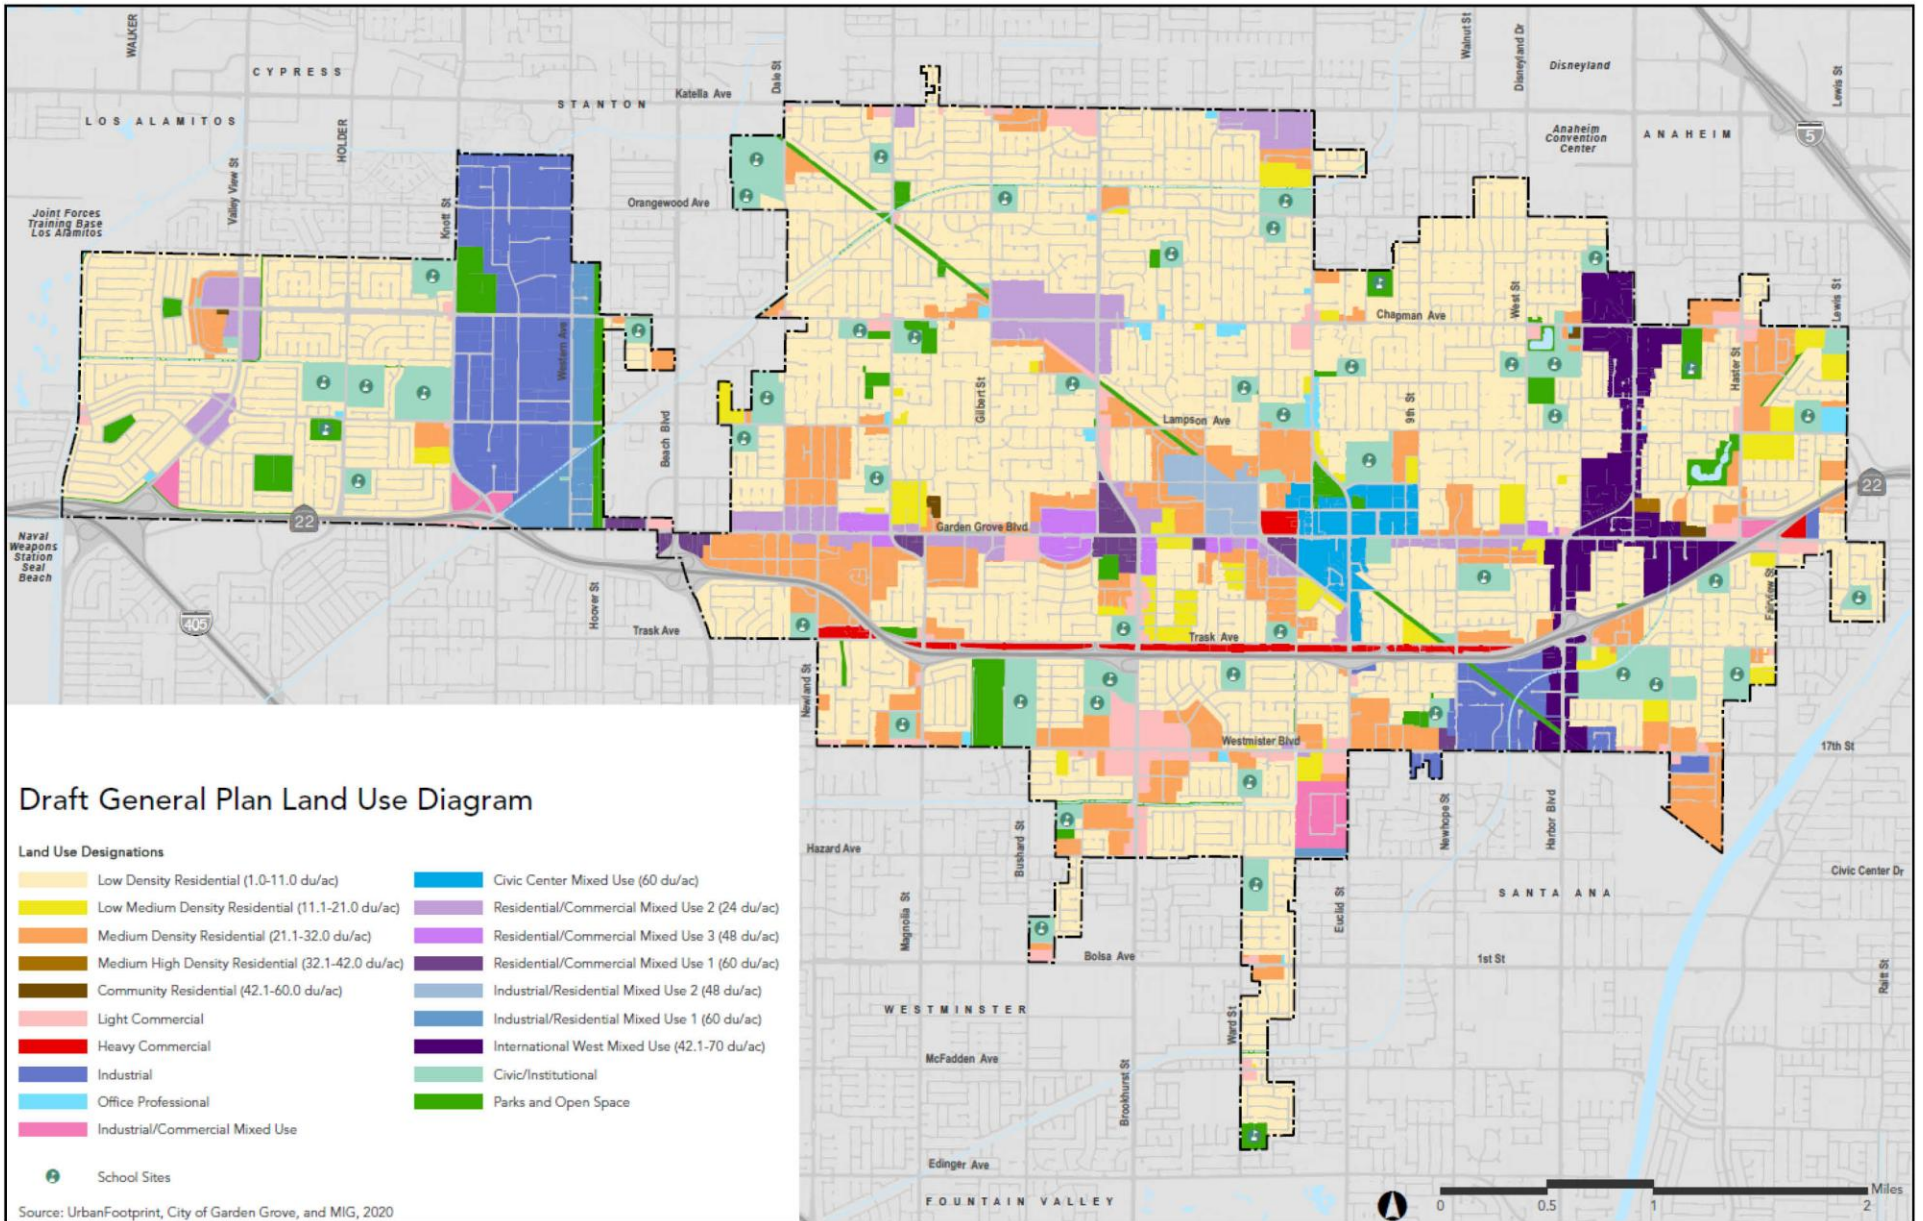 WALKER
CYPRESS
LOS ALAMITOS
STANTON
Katella Ave
Dale St
Walnut St
Disneyland Dr
Disneyland
Lewis St
Anaheim
Convention
Center
ANAHEIM
5
HOLDER
Valley View St
Knott St
Joint Forces
Training Base
Los Alamitos
Orangewood Ave
Western Ave
Chapman Ave
West St
Haster St
Lewis St
Gilbert St
Beach Blvd
Lampson Ave
9th St
22
22
Garden Grove Blvd
Naval
Weapons
Station
Seal
Beach
405
Hoover St
Trask Ave
Trask Ave
Fairview St
Newland St
Westmister Blvd
17th St
Draft General Plan Land Use Diagram
Land Use Designations
Low Density Residential (1.0-11.0 du/ac)
Low Medium Density Residential (11.1-21.0 du/ac)
Medium Density Residential (21.1-32.0 du/ac)
Medium High Density Residential (32.1-42.0 du/ac)
Community Residential (42.1-60.0 du/ac)
Light Commercial
Heavy Commercial
Industrial
Office Professional
Industrial/Commercial Mixed Use
Civic Center Mixed Use (60 du/ac)
Residential/Commercial Mixed Use 2 (24 du/ac)
Residential/Commercial Mixed Use 3 (48 du/ac)
Residential/Commercial Mixed Use 1 (60 du/ac)
Industrial/Residential Mixed Use 2 (48 du/ac)
Industrial/Residential Mixed Use 1 (60 du/ac)
International West Mixed Use (42.1-70 du/ac)
Civic/Institutional
Parks and Open Space
School Sites
Source: UrbanFootprint, City of Garden Grove, and MIG, 2020
Hazard Ave
Bushard St
Magnolia St
Bolsa Ave
Euclid St
Newhope St
Harbor Blvd
Civic Center Dr
SANTA ANA
1st St
Raitt St
WESTMINSTER
Ward St
McFadden Ave
Brookhurst St
Edinger Ave
FOUNTAIN VALLEY
0 0.5 1 2
Miles